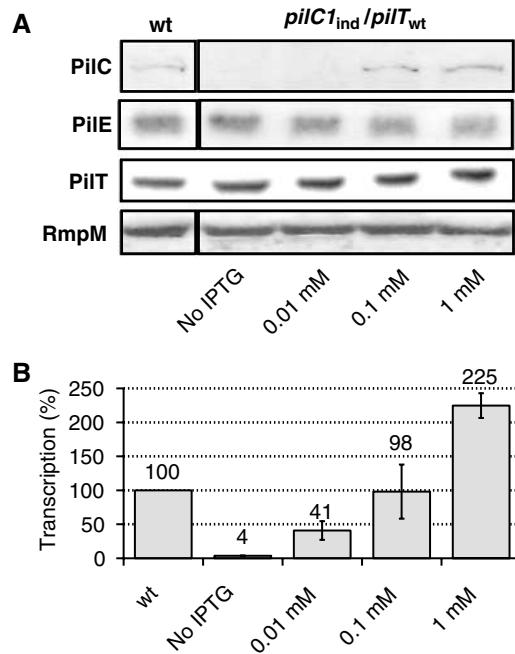 A
wt
pilC1ind /pilTwt
PilC
PilE
PilT
RmpM
No IPTG
0.01 mM
0.1 mM
1 mM
B
Transcription (%)
250
200
150
100
50
0
100
4
41
98
225
wt
No IPTG
0.01 mM
0.1 mM
1 mM